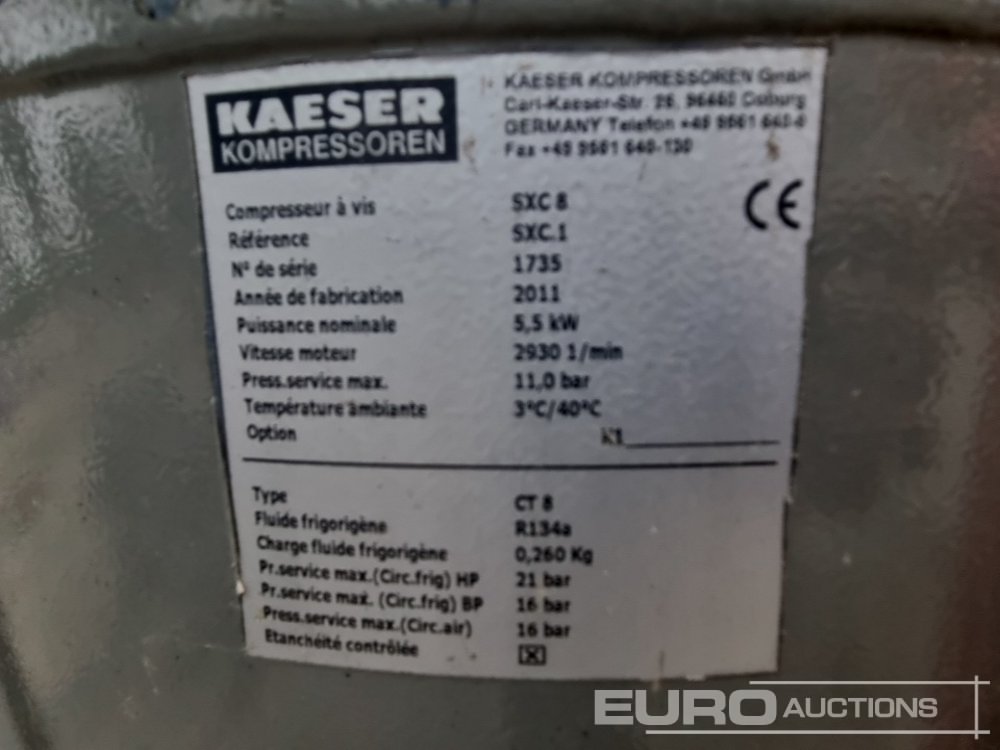 KAESER
KOMPRESSOREN
KAESER KOMPRESSOREN GmbH
Carl-Kaeser-Str. 26, 96450 Coburg
GERMANY Telefon +49 9561 640-0
Fax +49 9561 640-130
CE
Compresseur à vis SXC 8
Référence SXC.1
N° de série 1735
Année de fabrication 2011
Puissance nominale 5,5 kW
Vitesse moteur 2930 1/min
Press.service max. 11,0 bar
Température ambiante 3°C/40°C
Option K1
Type CT 8
Fluide frigorigène R134a
Charge fluide frigorigène 0,260 Kg
Pr.service max.(Circ.frig) HP 21 bar
Pr.service max. (Circ.frig) BP 16 bar
Press.service max.(Circ.air) 16 bar
Etanchéité contrôlée [X]
EURO AUCTIONS